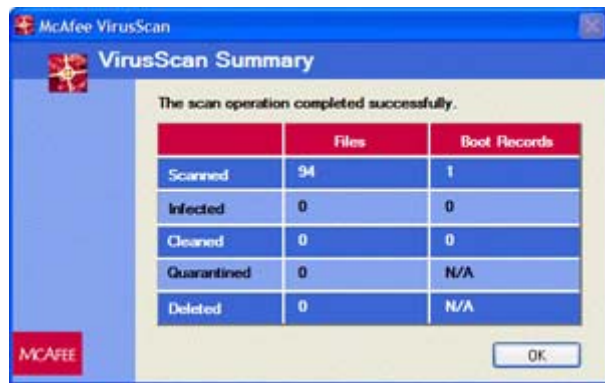 McAfee VirusScan
VirusScan Summary
The scan operation completed successfully.
Files Boot Records
Scanned 94 1
Infected 0 0
Cleaned 0 0
Quarantined 0 N/A
Deleted 0 N/A
MCAFEE
OK